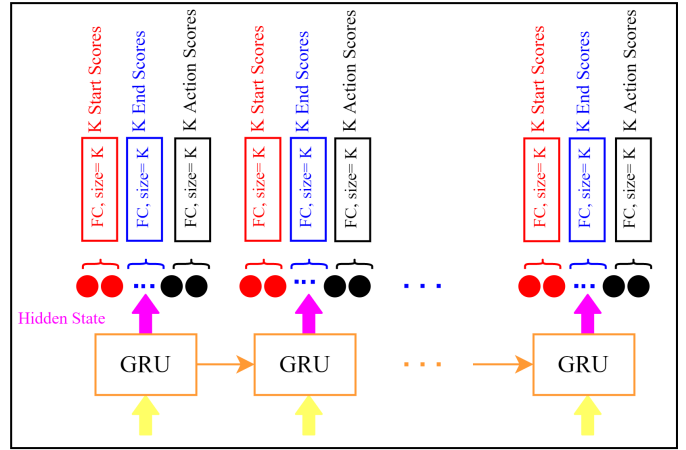 K Start Scores
K End Scores
K Action Scores
K Start Scores
K End Scores
K Action Scores
K Start Scores
K End Scores
K Action Scores
FC, size= K
FC, size= K
FC, size= K
FC, size= K
FC, size= K
FC, size= K
FC, size= K
FC, size= K
FC, size= K
...
...
...
...
Hidden State
GRU
GRU
...
GRU